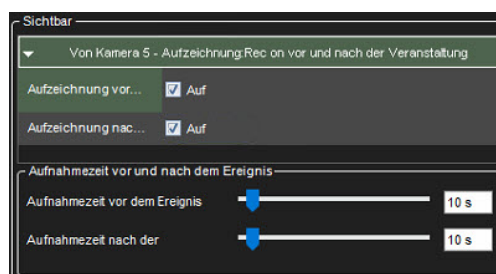 Sichtbar
Von Kamera 5 - Aufzeichnung:Rec on vor und nach der Veranstaltung
Aufzeichnung vor... Auf
Aufzeichnung nac... Auf
Aufnahmezeit vor und nach dem Ereignis
Aufnahmezeit vor dem Ereignis 10 s
Aufnahmezeit nach der 10 s